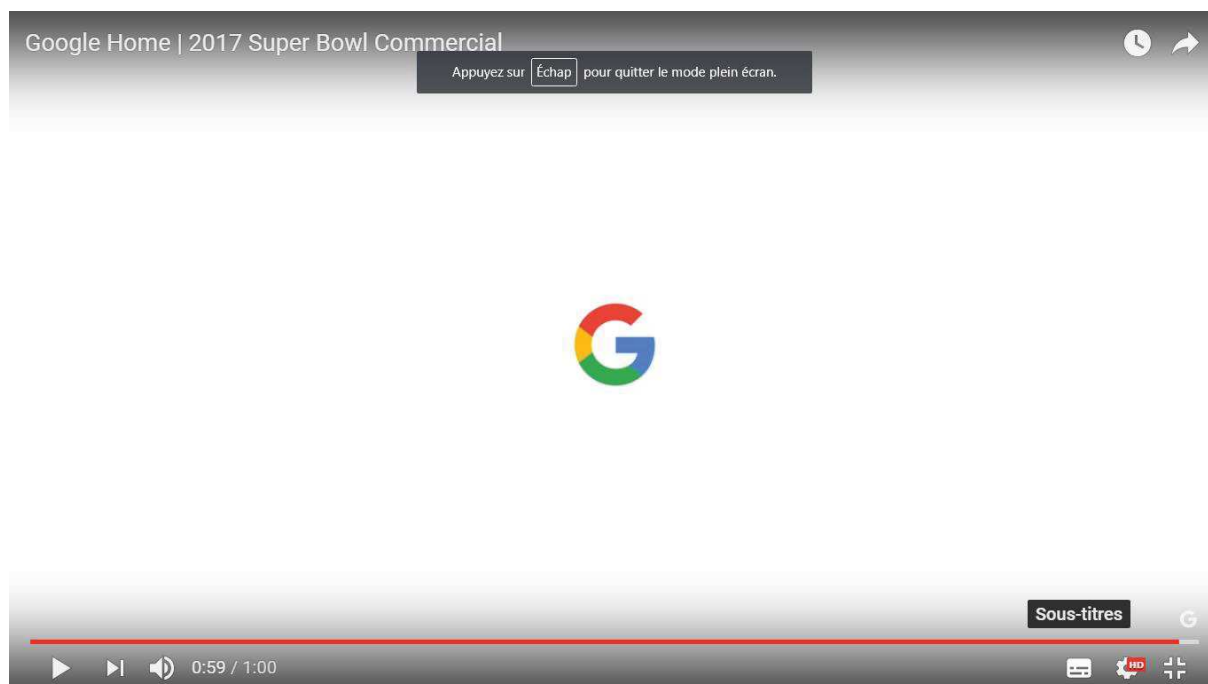 Google Home | 2017 Super Bowl Commercial
Appuyez sur Échap pour quitter le mode plein écran.
G
Sous-titres
G
0:59 / 1:00
HD